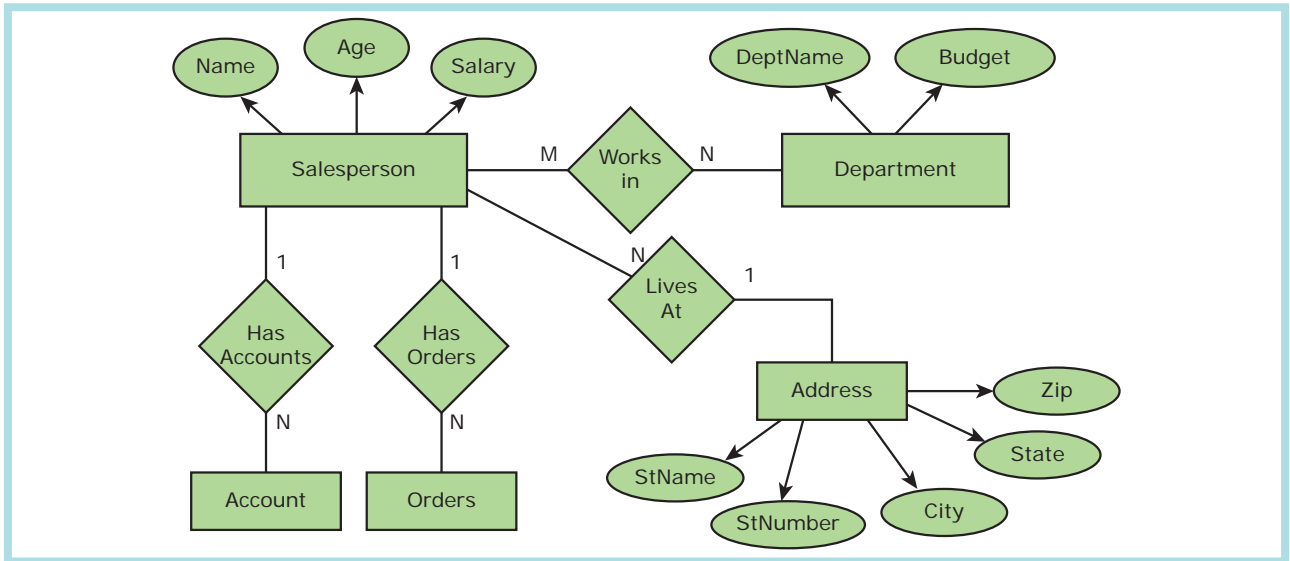 Age
Name
Salary
DeptName
Budget
Salesperson
M
Works
in
N
Department
1
1
N
Lives
At
1
Has
Accounts
Has
Orders
N
N
Address
Zip
State
StName
StNumber
City
Account
Orders